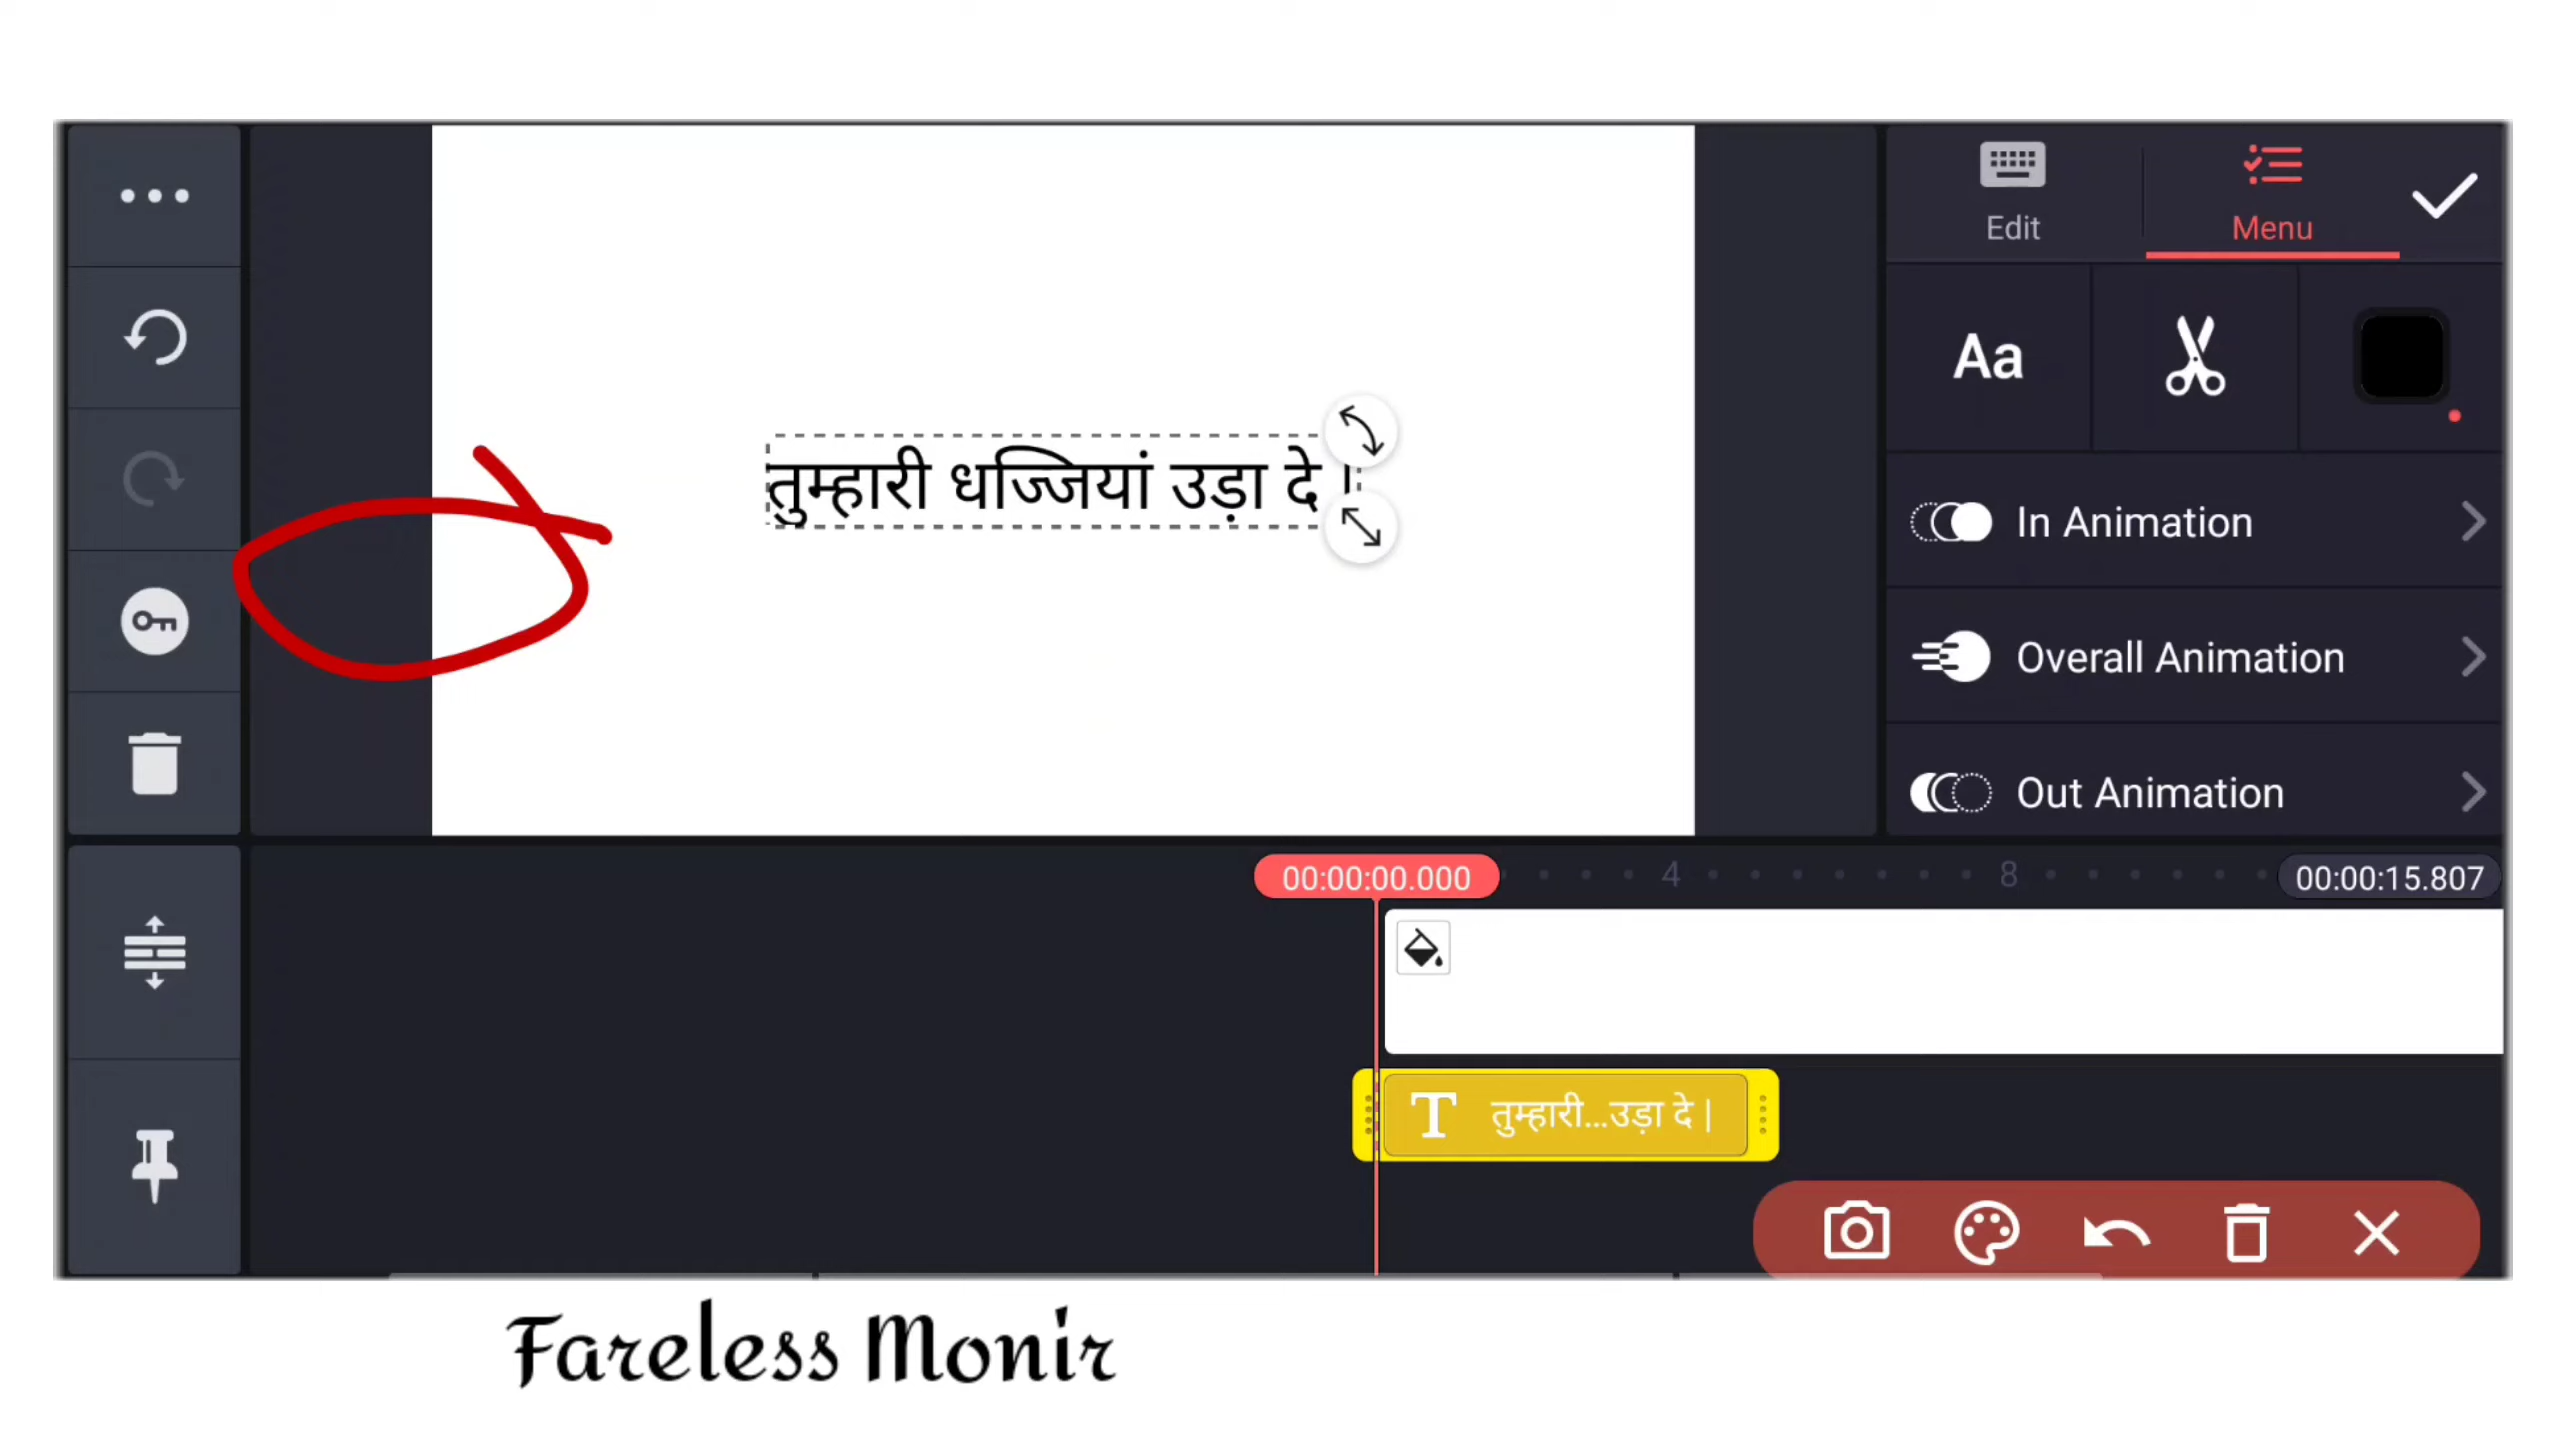 Edit
Menu
Aa
तुम्हारी धज्जियां उड़ा दे |
In Animation
Overall Animation
Out Animation
00:00:00.000
4
8
00:00:15.807
T तुम्हारी...उड़ा दे |
Fareless Monir